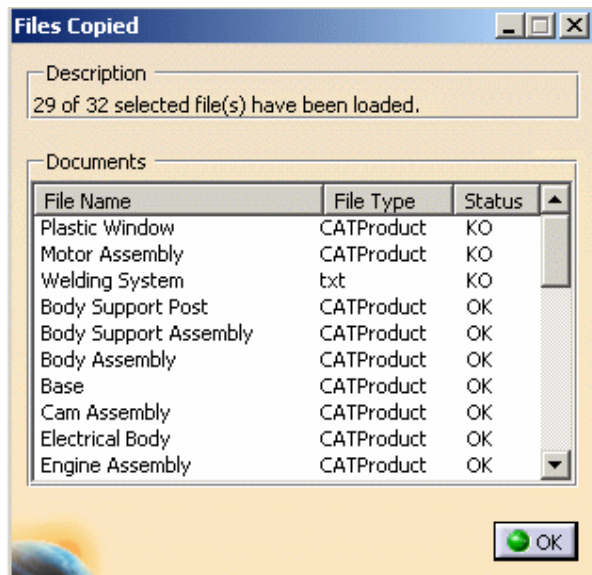 Files Copied
Description
29 of 32 selected file(s) have been loaded.
Documents
File Name File Type Status
Plastic Window CATProduct KO
Motor Assembly CATProduct KO
Welding System txt KO
Body Support Post CATProduct OK
Body Support Assembly CATProduct OK
Body Assembly CATProduct OK
Base CATProduct OK
Cam Assembly CATProduct OK
Electrical Body CATProduct OK
Engine Assembly CATProduct OK
OK